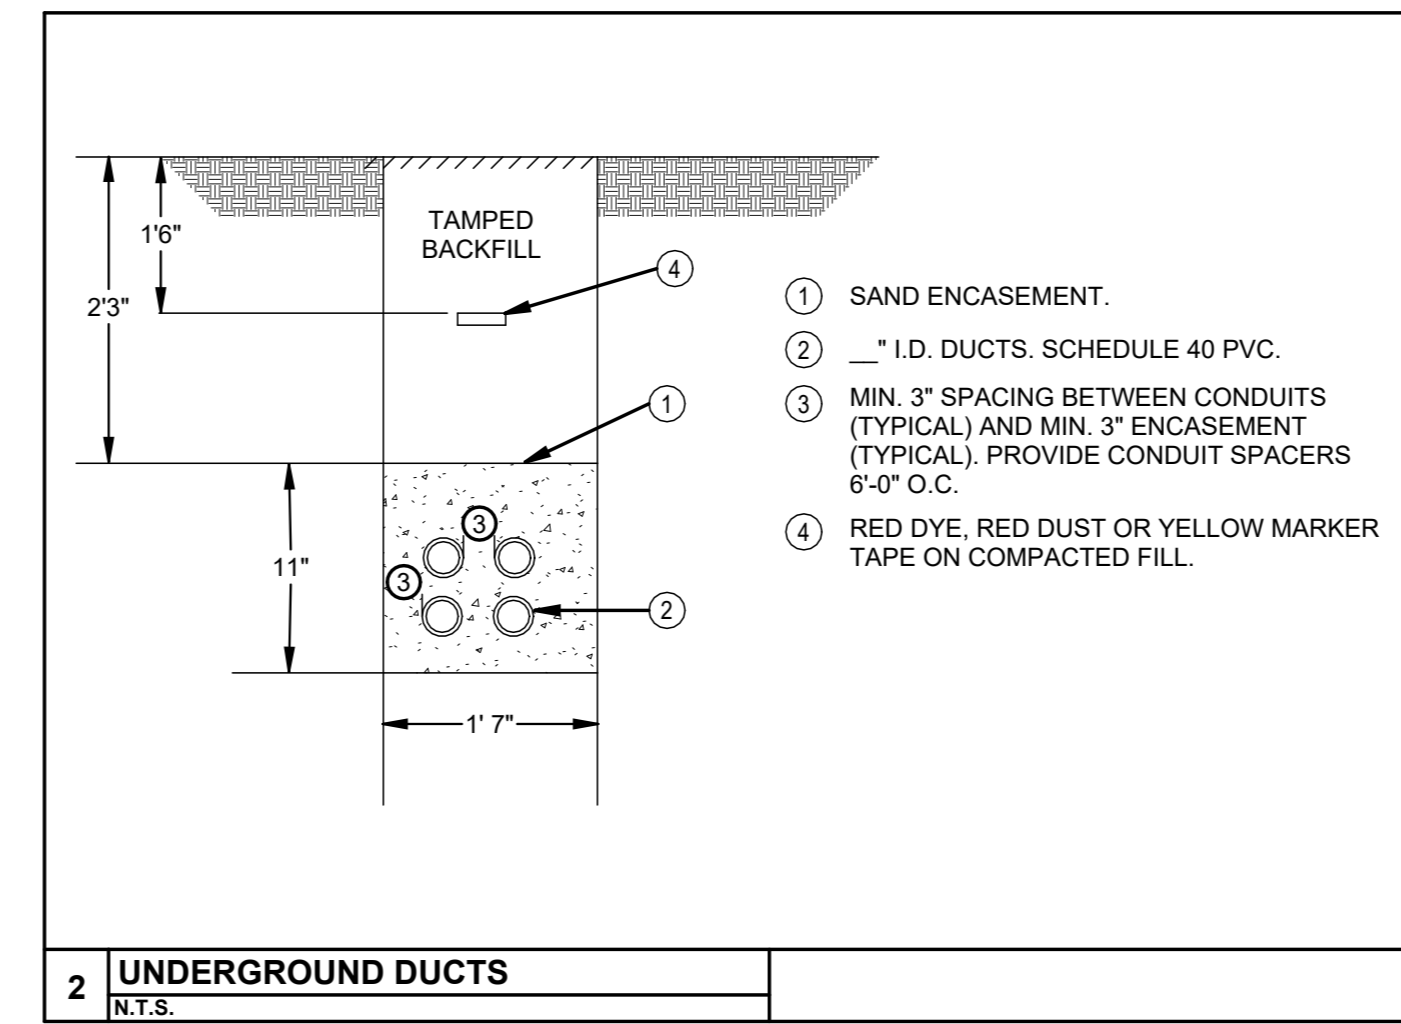 TAMPED
BACKFILL
1'6"
2'3"
4
1
3
3
11"
2
1' 7"
1 SAND ENCASEMENT.
2 __" I.D. DUCTS. SCHEDULE 40 PVC.
3 MIN. 3" SPACING BETWEEN CONDUITS
(TYPICAL) AND MIN. 3" ENCASEMENT
(TYPICAL). PROVIDE CONDUIT SPACERS
6'-0" O.C.
4 RED DYE, RED DUST OR YELLOW MARKER
TAPE ON COMPACTED FILL.
2 UNDERGROUND DUCTS
N.T.S.